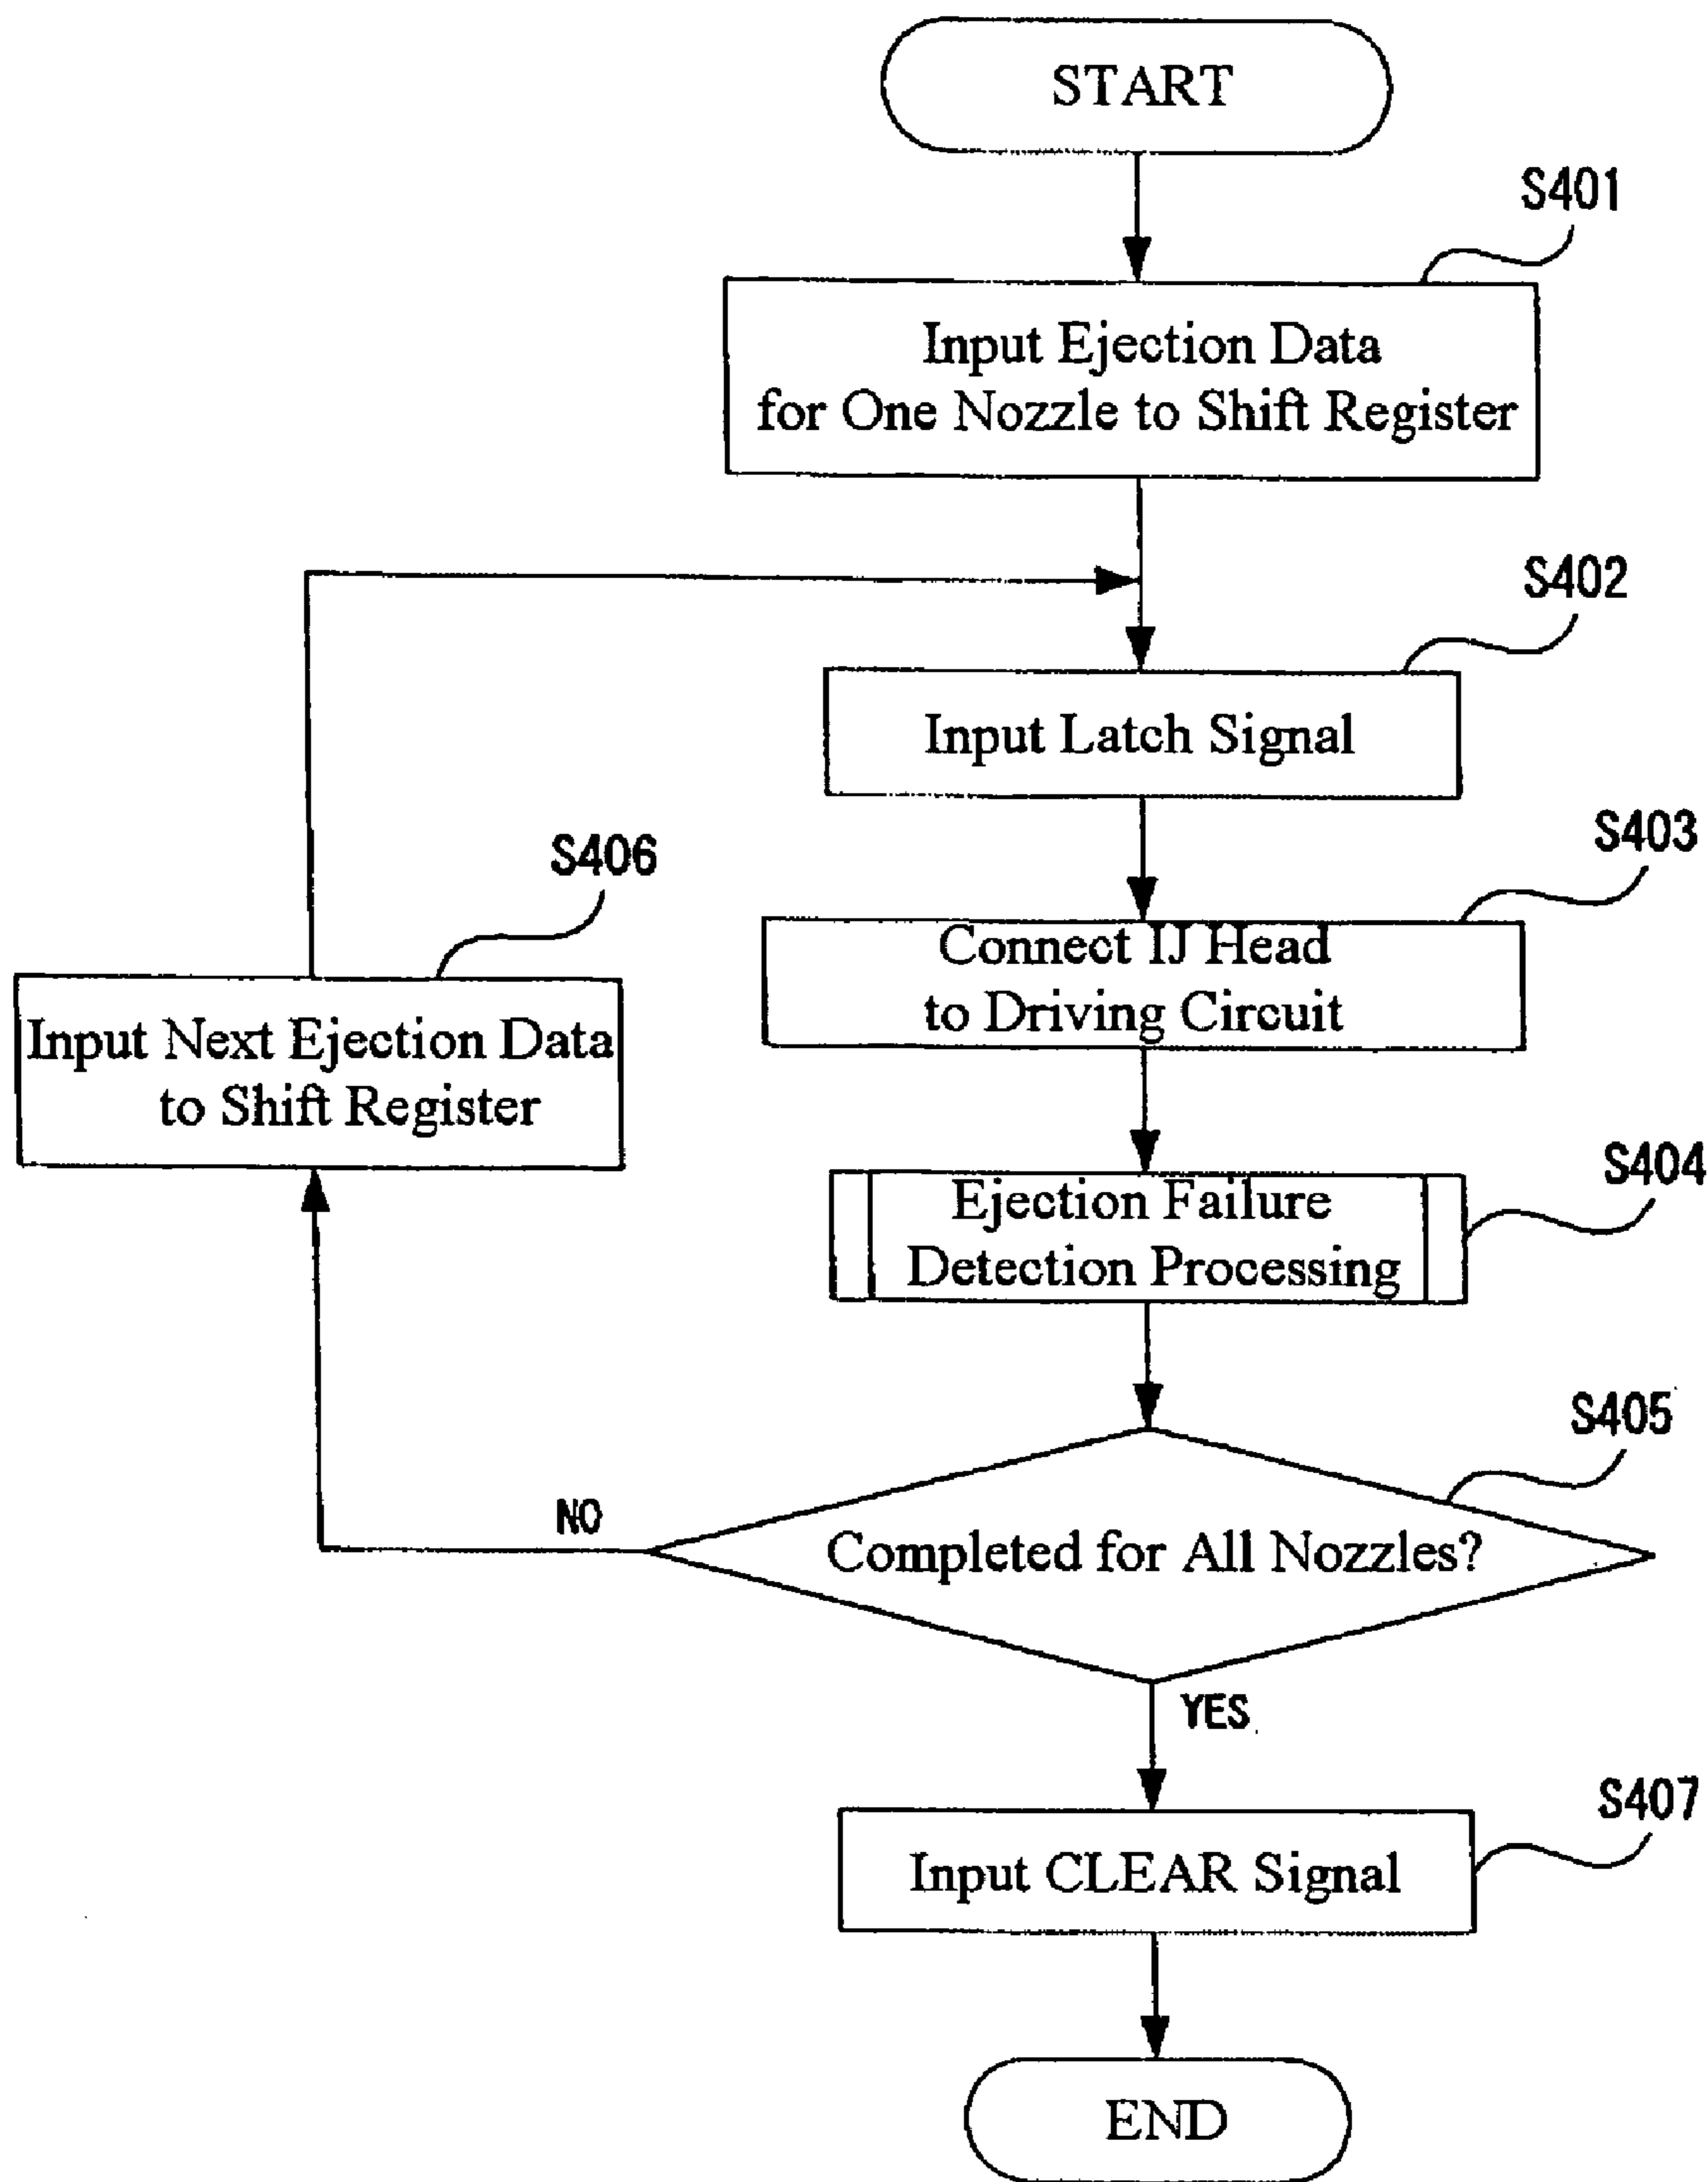 START
S401
Input Ejection Data
for One Nozzle to Shift Register
S402
Input Latch Signal
S403
Connect IJ Head
to Driving Circuit
S406
Input Next Ejection Data
to Shift Register
S404
Ejection Failure
Detection Processing
S405
Completed for All Nozzles?
NO
YES
S407
Input CLEAR Signal
END